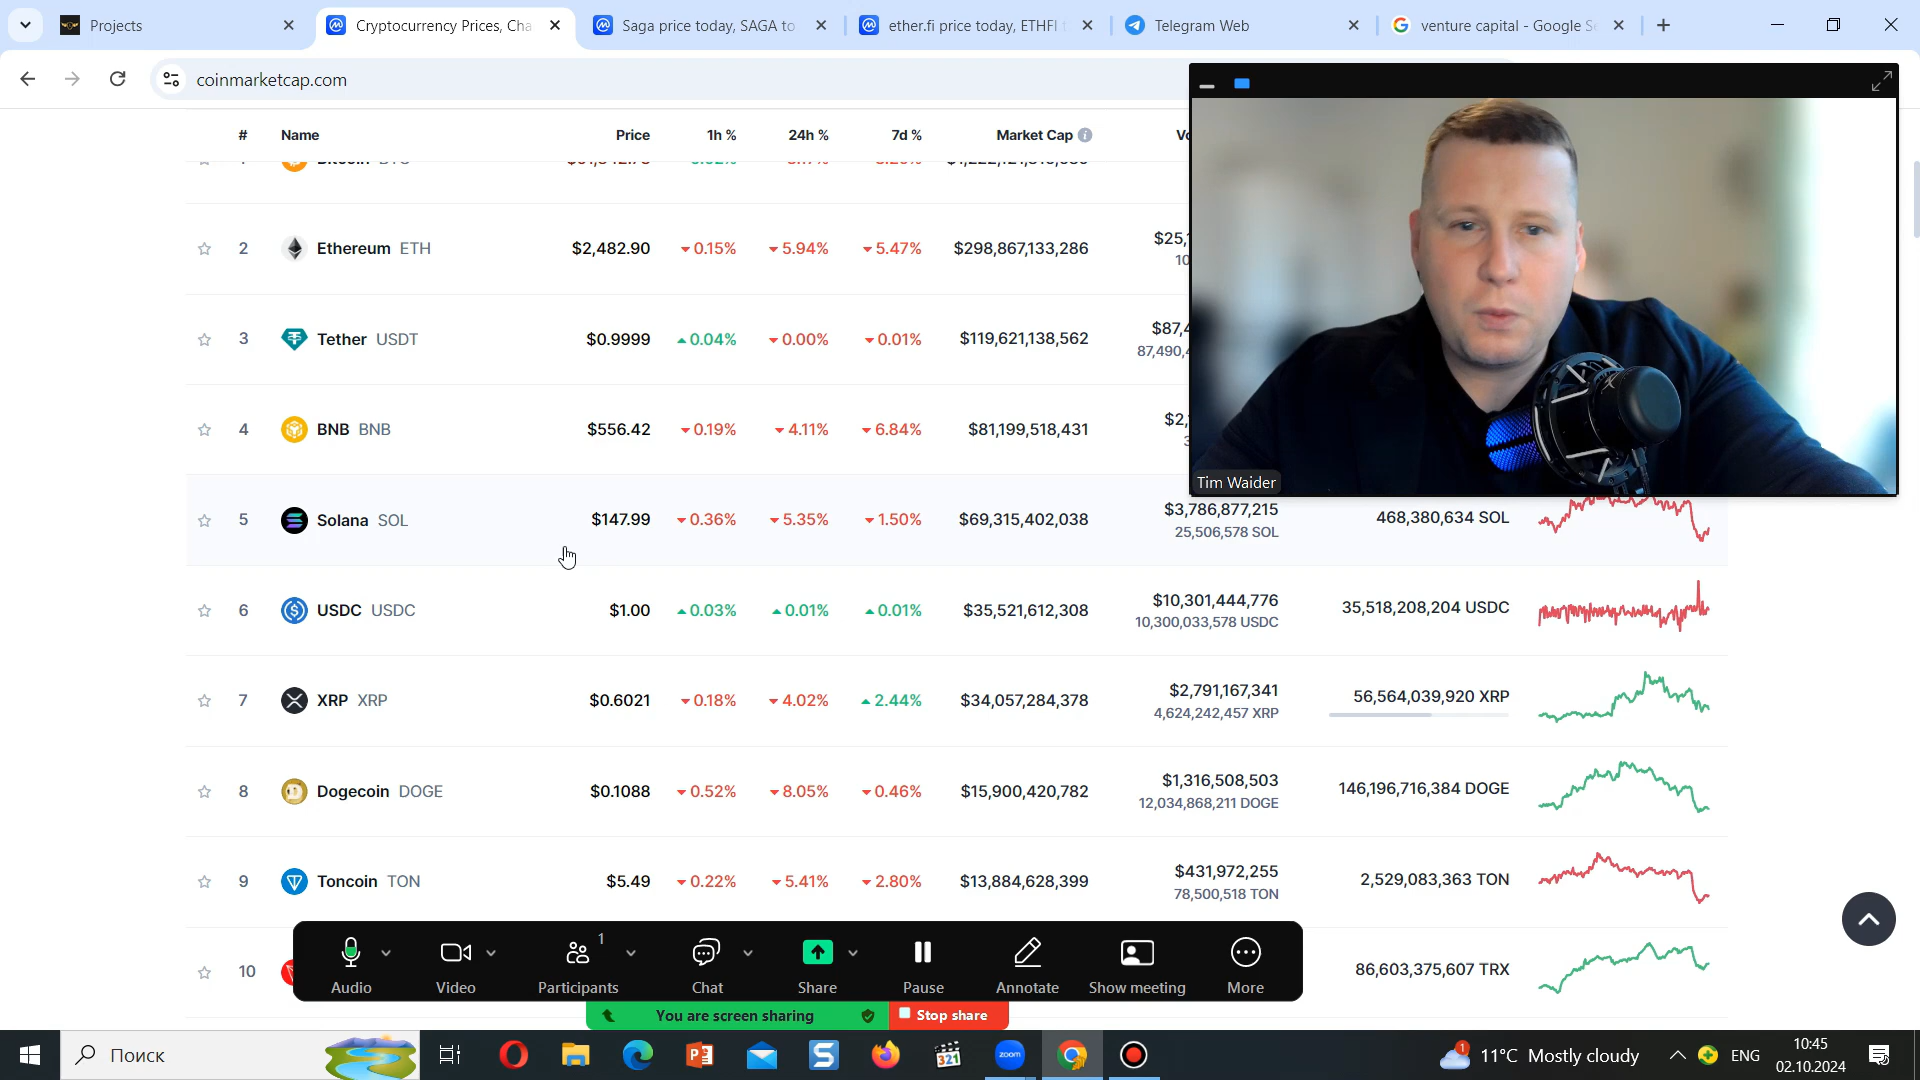 Projects
Cryptocurrency Prices, Cha
Saga price today, SAGA to
ether.fi price today, ETHFI t
Telegram Web
venture capital - Google Se
coinmarketcap.com
# Name Price 1h % 24h % 7d % Market Cap
2 Ethereum ETH $2,482.90 0.15% 5.94% 5.47% $298,867,133,286 $25,
10
3 Tether USDT $0.9999 0.04% 0.00% 0.01% $119,621,138,562 $87,4
87,490,
4 BNB BNB $556.42 0.19% 4.11% 6.84% $81,199,518,431 $2,
Tim Waider
5 Solana SOL $147.99 0.36% 5.35% 1.50% $69,315,402,038 $3,786,877,215 468,380,634 SOL
25,506,578 SOL
6 USDC USDC $1.00 0.03% 0.01% 0.01% $35,521,612,308 $10,301,444,776 35,518,208,204 USDC
10,300,033,578 USDC
7 XRP XRP $0.6021 0.18% 4.02% 2.44% $34,057,284,378 $2,791,167,341 56,564,039,920 XRP
4,624,242,457 XRP
8 Dogecoin DOGE $0.1088 0.52% 8.05% 0.46% $15,900,420,782 $1,316,508,503 146,196,716,384 DOGE
12,034,868,211 DOGE
9 Toncoin TON $5.49 0.22% 5.41% 2.80% $13,884,628,399 $431,972,255 2,529,083,363 TON
78,500,518 TON
10 86,603,375,607 TRX
1
Audio Video Participants Chat Share Pause Annotate Show meeting More
You are screen sharing Stop share
Поиск
zoom
1 11°C Mostly cloudy ENG 10:45
02.10.2024